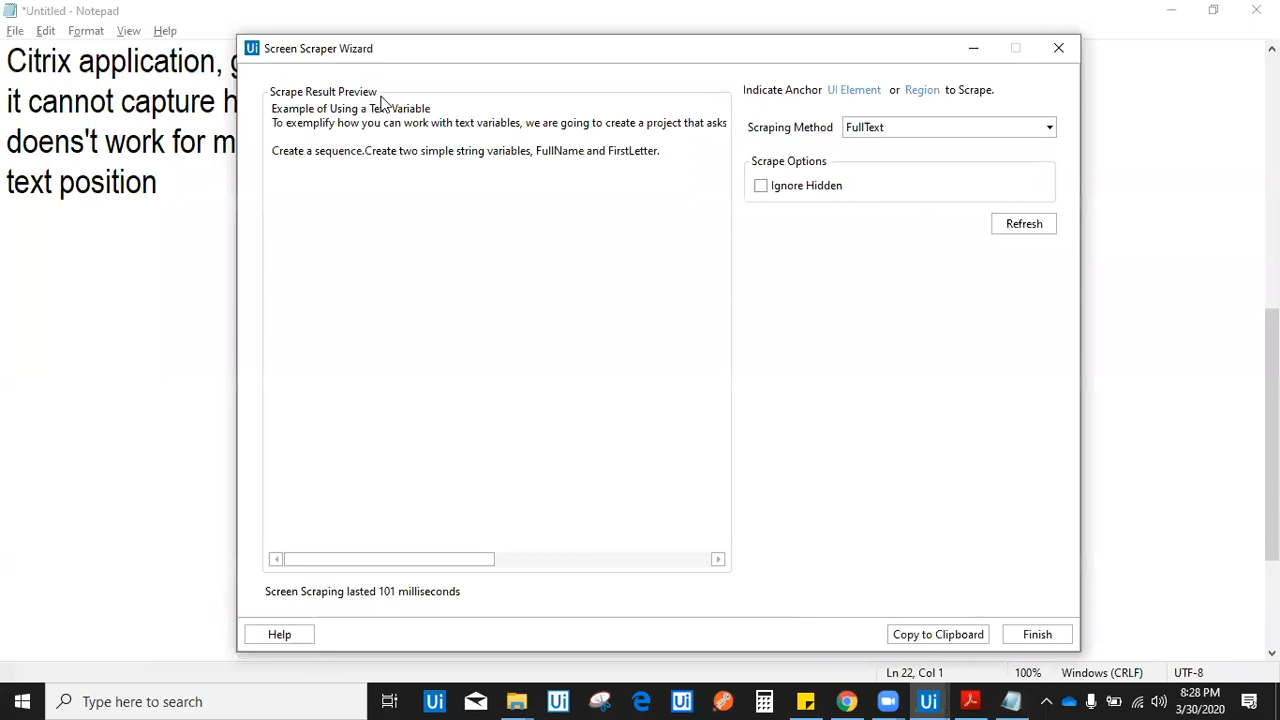 *Untitled - Notepad
File Edit Format View Help
Citrix application, g
it cannot capture h
doens't work for m
text position
Ui Screen Scraper Wizard
Scrape Result Preview
Example of Using a Text Variable
To exemplify how you can work with text variables, we are going to create a project that asks
Create a sequence.Create two simple string variables, FullName and FirstLetter.
Screen Scraping lasted 101 milliseconds
Indicate Anchor UI Element or Region to Scrape.
Scraping Method FullText
Scrape Options
Ignore Hidden
Refresh
Help Copy to Clipboard Finish
Ln 22, Col 1 100% Windows (CRLF) UTF-8
Type here to search Ui Ui Ui Ui
8:28 PM
3/30/2020